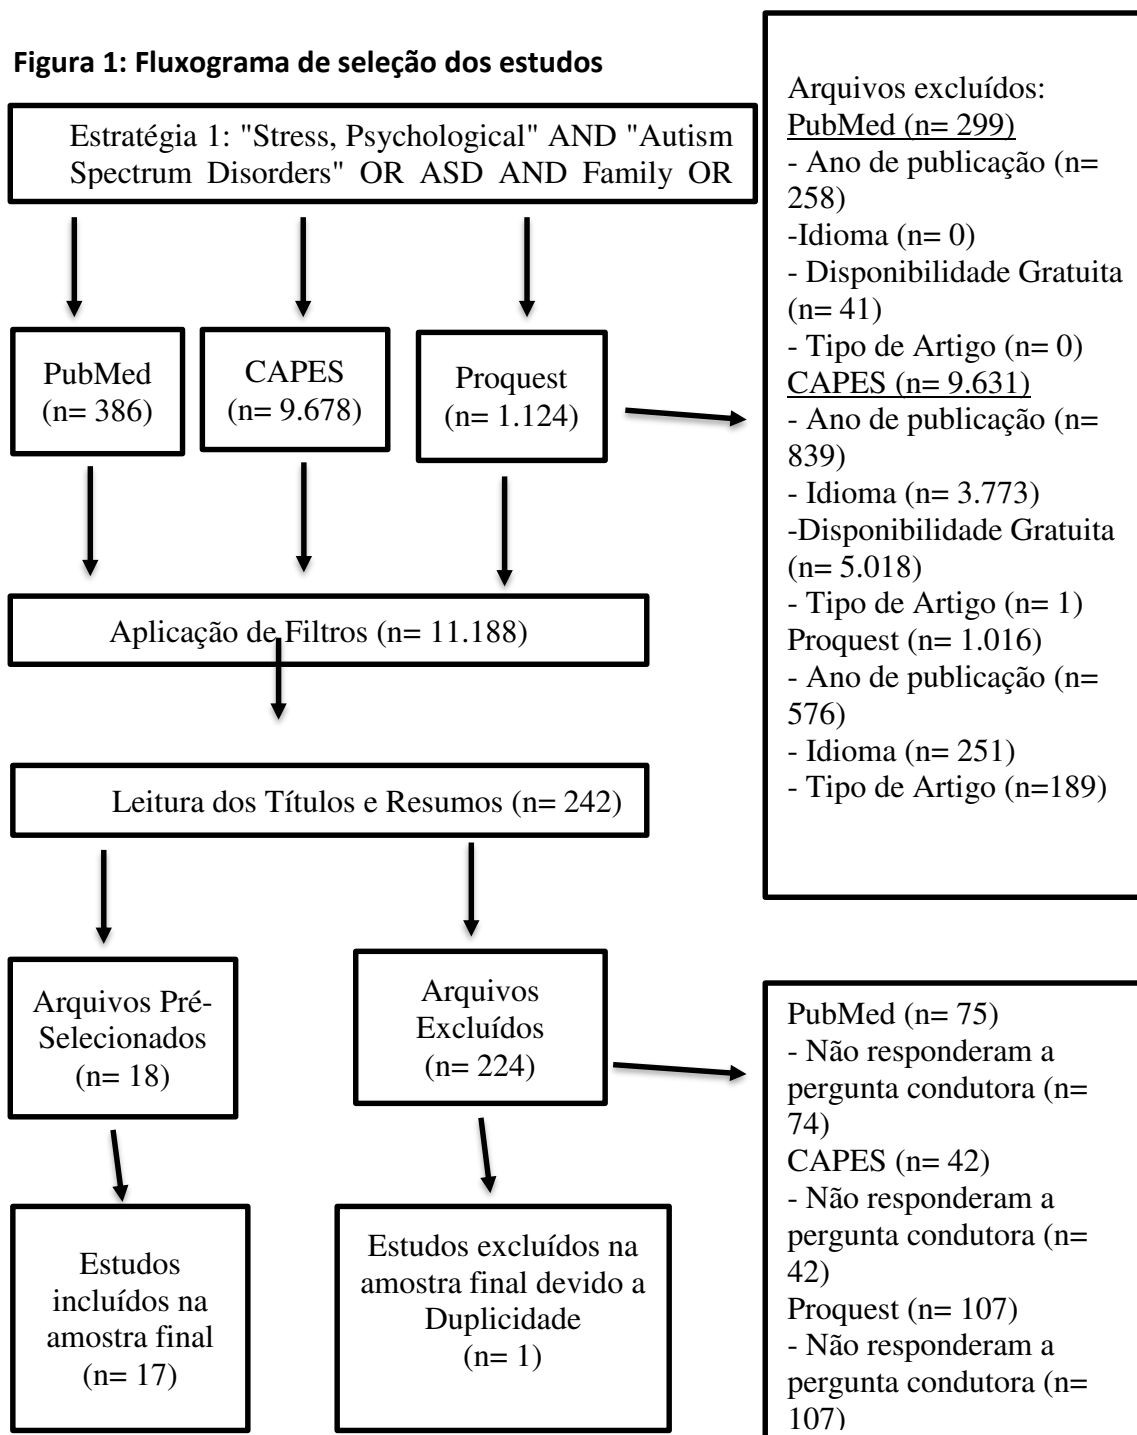 Figura 1: Fluxograma de seleção dos estudos
Estratégia 1: "Stress, Psychological" AND "Autism
Spectrum Disorders" OR ASD AND Family OR
PubMed
(n= 386)
CAPES
(n= 9.678)
Proquest
(n= 1.124)
Arquivos excluídos:
PubMed (n= 299)
- Ano de publicação (n=
258)
-Idioma (n= 0)
- Disponibilidade Gratuita
(n= 41)
- Tipo de Artigo (n= 0)
CAPES (n= 9.631)
- Ano de publicação (n=
839)
- Idioma (n= 3.773)
-Disponibilidade Gratuita
(n= 5.018)
- Tipo de Artigo (n= 1)
Proquest (n= 1.016)
- Ano de publicação (n=
576)
- Idioma (n= 251)
- Tipo de Artigo (n=189)
Aplicação de Filtros (n= 11.188)
Leitura dos Títulos e Resumos (n= 242)
Arquivos Pré-
Selecionados
(n= 18)
Arquivos
Excluídos
(n= 224)
PubMed (n= 75)
- Não responderam a
pergunta condutora (n=
74)
CAPES (n= 42)
- Não responderam a
pergunta condutora (n=
42)
Proquest (n= 107)
- Não responderam a
pergunta condutora (n=
107)
Estudos
incluídos na
amostra final
(n= 17)
Estudos excluídos na
amostra final devido a
Duplicidade
(n= 1)